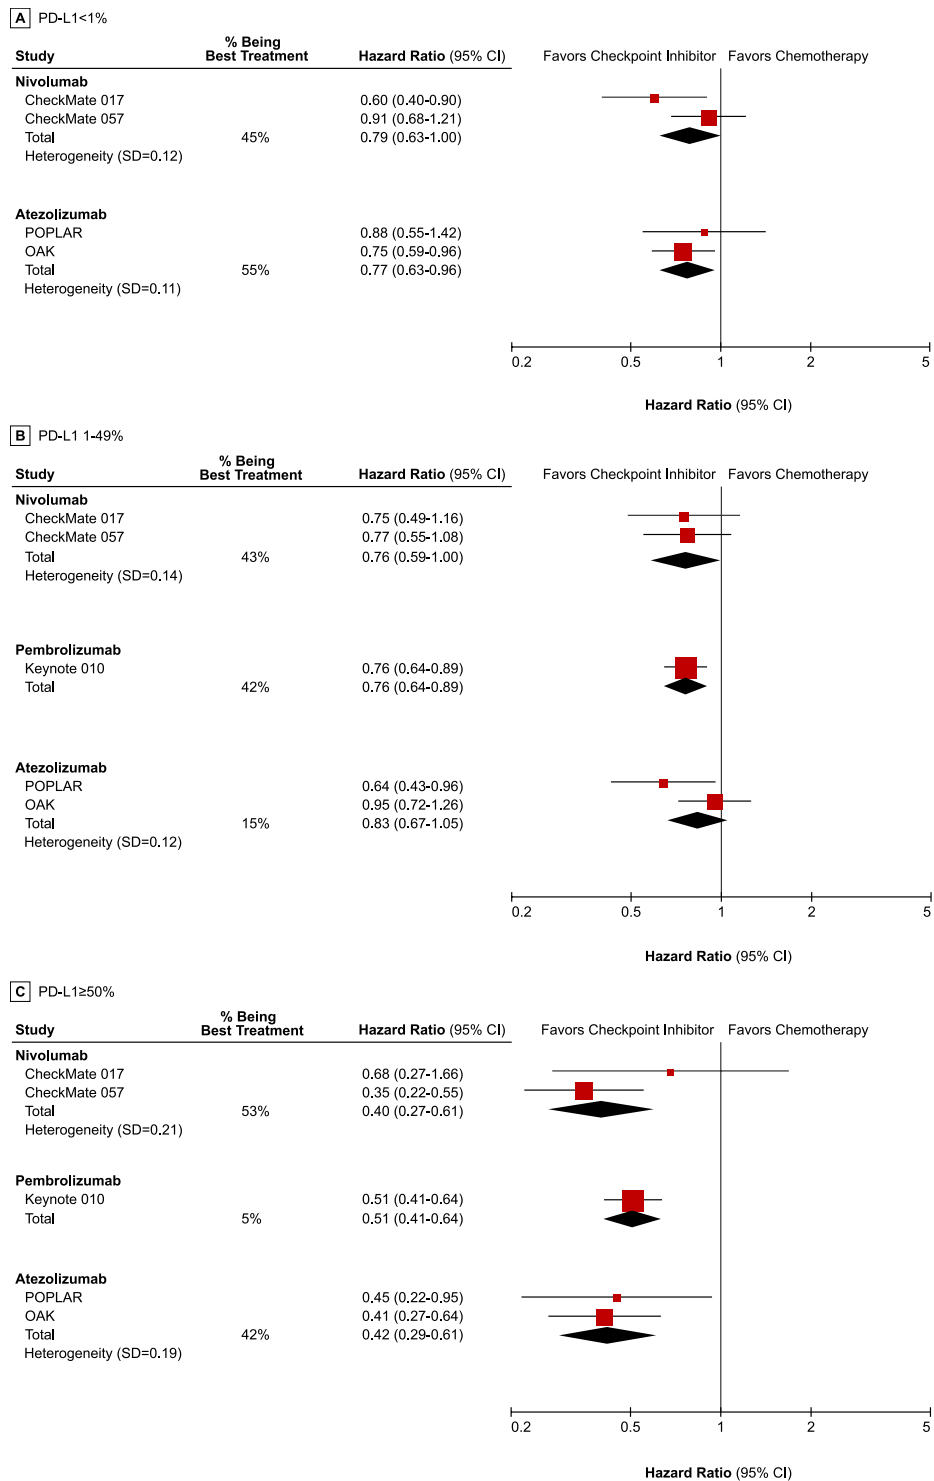 A PD-L1<1%
% Being
Study Best Treatment Hazard Ratio (95% CI) Favors Checkpoint Inhibitor Favors Chemotherapy
Nivolumab
CheckMate 017 0.60 (0.40-0.90)
CheckMate 057 0.91 (0.68-1.21)
Total 45% 0.79 (0.63-1.00)
Heterogeneity (SD=0.12)
Atezolizumab
POPLAR 0.88 (0.55-1.42)
OAK 0.75 (0.59-0.96)
Total 55% 0.77 (0.63-0.96)
Heterogeneity (SD=0.11)
0.2 0.5 1 2 5
Hazard Ratio (95% CI)
B PD-L1 1-49%
% Being
Study Best Treatment Hazard Ratio (95% CI) Favors Checkpoint Inhibitor Favors Chemotherapy
Nivolumab
CheckMate 017 0.75 (0.49-1.16)
CheckMate 057 0.77 (0.55-1.08)
Total 43% 0.76 (0.59-1.00)
Heterogeneity (SD=0.14)
Pembrolizumab
Keynote 010 0.76 (0.64-0.89)
Total 42% 0.76 (0.64-0.89)
Atezolizumab
POPLAR 0.64 (0.43-0.96)
OAK 0.95 (0.72-1.26)
Total 15% 0.83 (0.67-1.05)
Heterogeneity (SD=0.12)
0.2 0.5 1 2 5
Hazard Ratio (95% CI)
C PD-L1≥50%
% Being
Study Best Treatment Hazard Ratio (95% CI) Favors Checkpoint Inhibitor Favors Chemotherapy
Nivolumab
CheckMate 017 0.68 (0.27-1.66)
CheckMate 057 0.35 (0.22-0.55)
Total 53% 0.40 (0.27-0.61)
Heterogeneity (SD=0.21)
Pembrolizumab
Keynote 010 0.51 (0.41-0.64)
Total 5% 0.51 (0.41-0.64)
Atezolizumab
POPLAR 0.45 (0.22-0.95)
OAK 0.41 (0.27-0.64)
Total 42% 0.42 (0.29-0.61)
Heterogeneity (SD=0.19)
0.2 0.5 1 2 5
Hazard Ratio (95% CI)